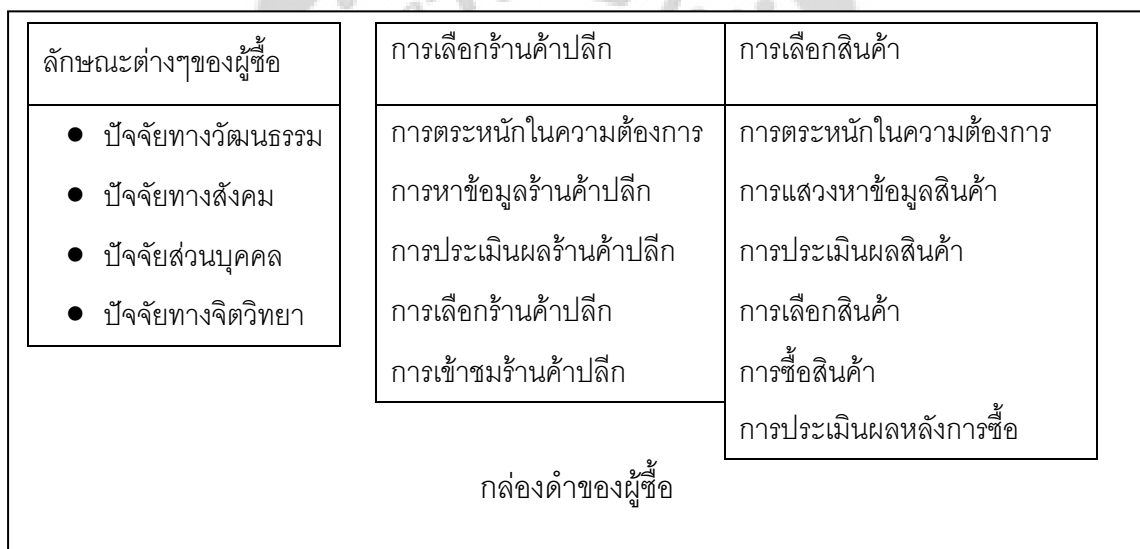 ลักษณะต่างๆของผู้ซื้อ
● ปัจจัยทางวัฒนธรรม
● ปัจจัยทางสังคม
● ปัจจัยส่วนบุคคล
● ปัจจัยทางจิตวิทยา
การเลือกร้านค้าปลีก
การตระหนักในความต้องการ
การหาข้อมูลร้านค้าปลีก
การประเมินผลร้านค้าปลีก
การเลือกร้านค้าปลีก
การเข้าชมร้านค้าปลีก
การเลือกสินค้า
การตระหนักในความต้องการ
การแสวงหาข้อมูลสินค้า
การประเมินผลสินค้า
การเลือกสินค้า
การซื้อสินค้า
การประเมินผลหลังการซื้อ
กล่องดำของผู้ซื้อ